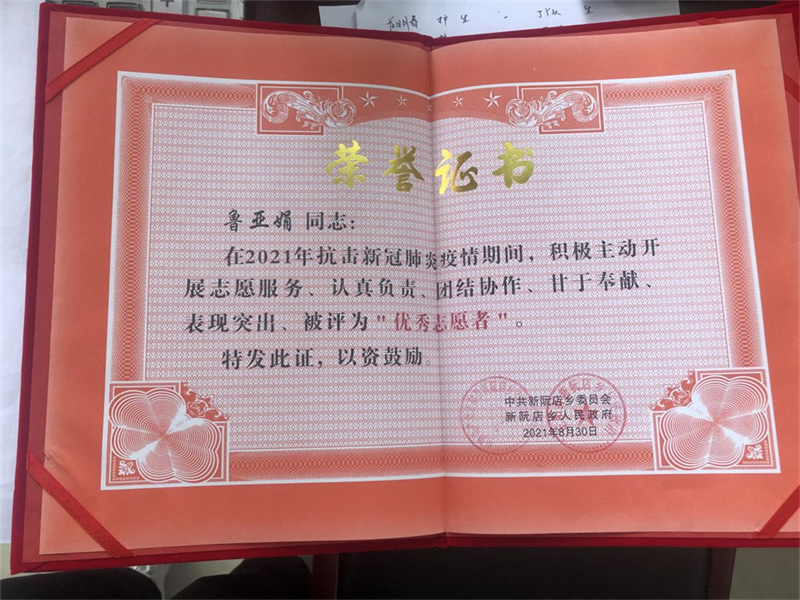 荣誉证书
鲁亚娟 同志：
在2021年抗击新冠肺炎疫情期间，积极主动开
展志愿服务、认真负责、团结协作、甘于奉献、
表现突出、被评为"优秀志愿者"。
特发此证，以资鼓励。
中共新阮店乡委员会
新阮店乡人民政府
2021年8月30日